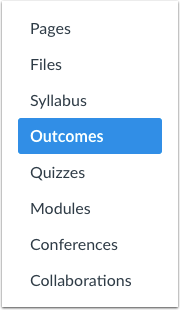 Pages
Files
Syllabus
Outcomes
Quizzes
Modules
Conferences
Collaborations